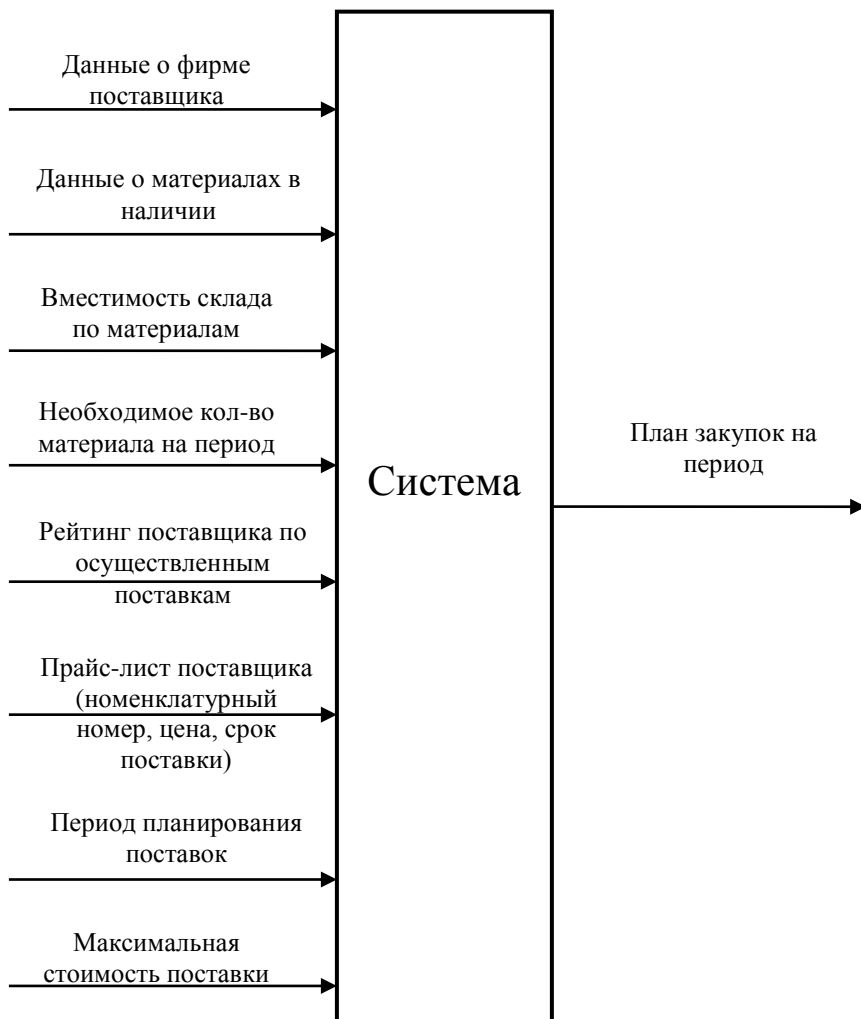 Данные о фирме
поставщика
Данные о материалах в
наличии
Вместимость склада
по материалам
Необходимое кол-во
материала на период
Рейтинг поставщика по
осуществленным
поставкам
Прайс-лист поставщика
(номенклатурный
номер, цена, срок
поставки)
Период планирования
поставок
Максимальная
стоимость поставки
Система
План закупок на
период